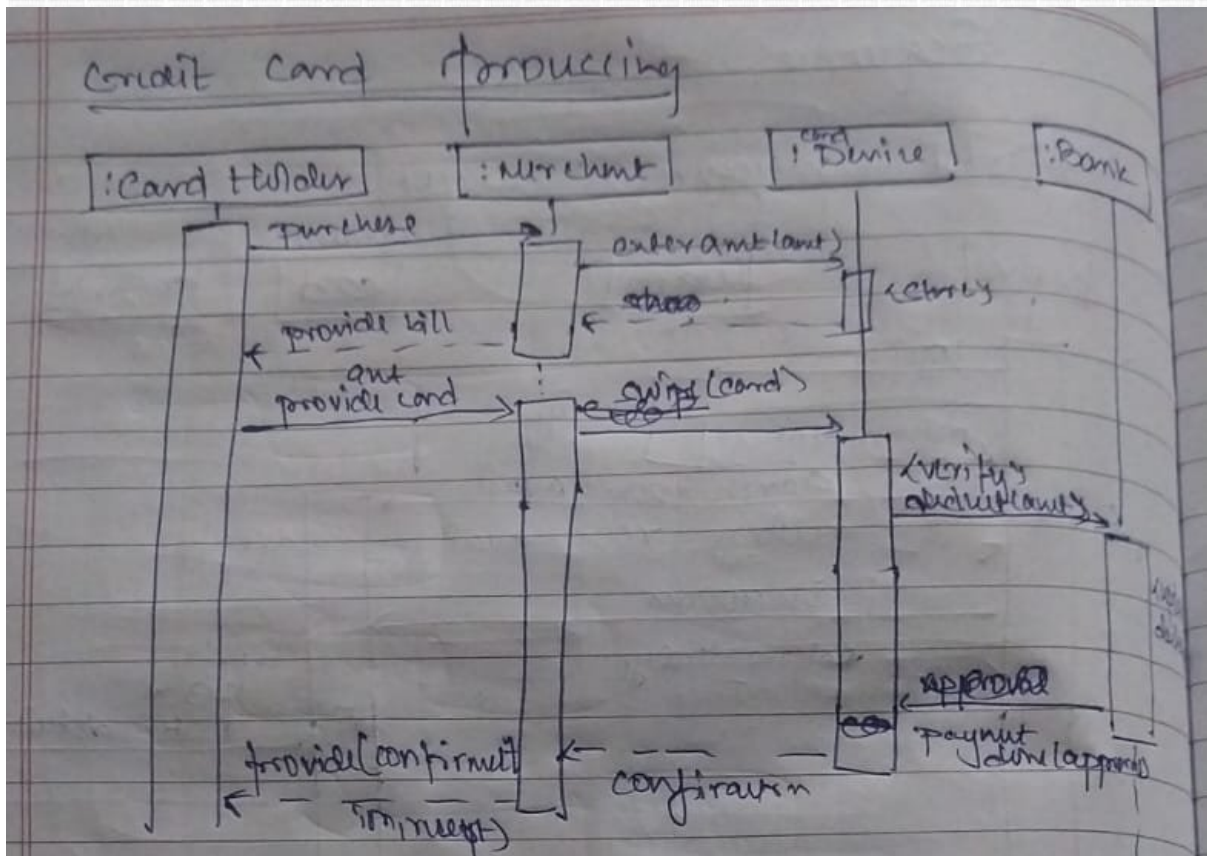 Credit Card Processing
:Card Holder
:Merchant
:Card Device
:Bank
purchase
enter amt(amt)
<store>
provide bill
amt
provide card
swipe(card)
<verify>
deduct(amt)
approval
payment
done(approved)
confirmation
provide(confirmation,